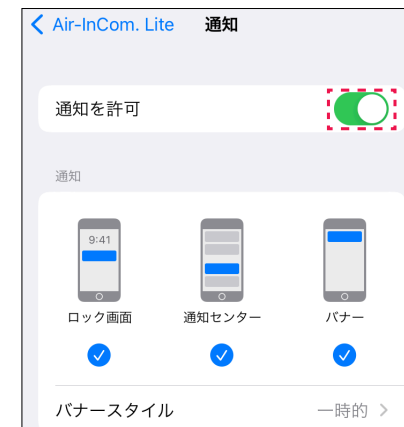 Air-InCom. Lite 通知
通知を許可
通知
9:41
ロック画面 通知センター バナー
バナースタイル 一時的